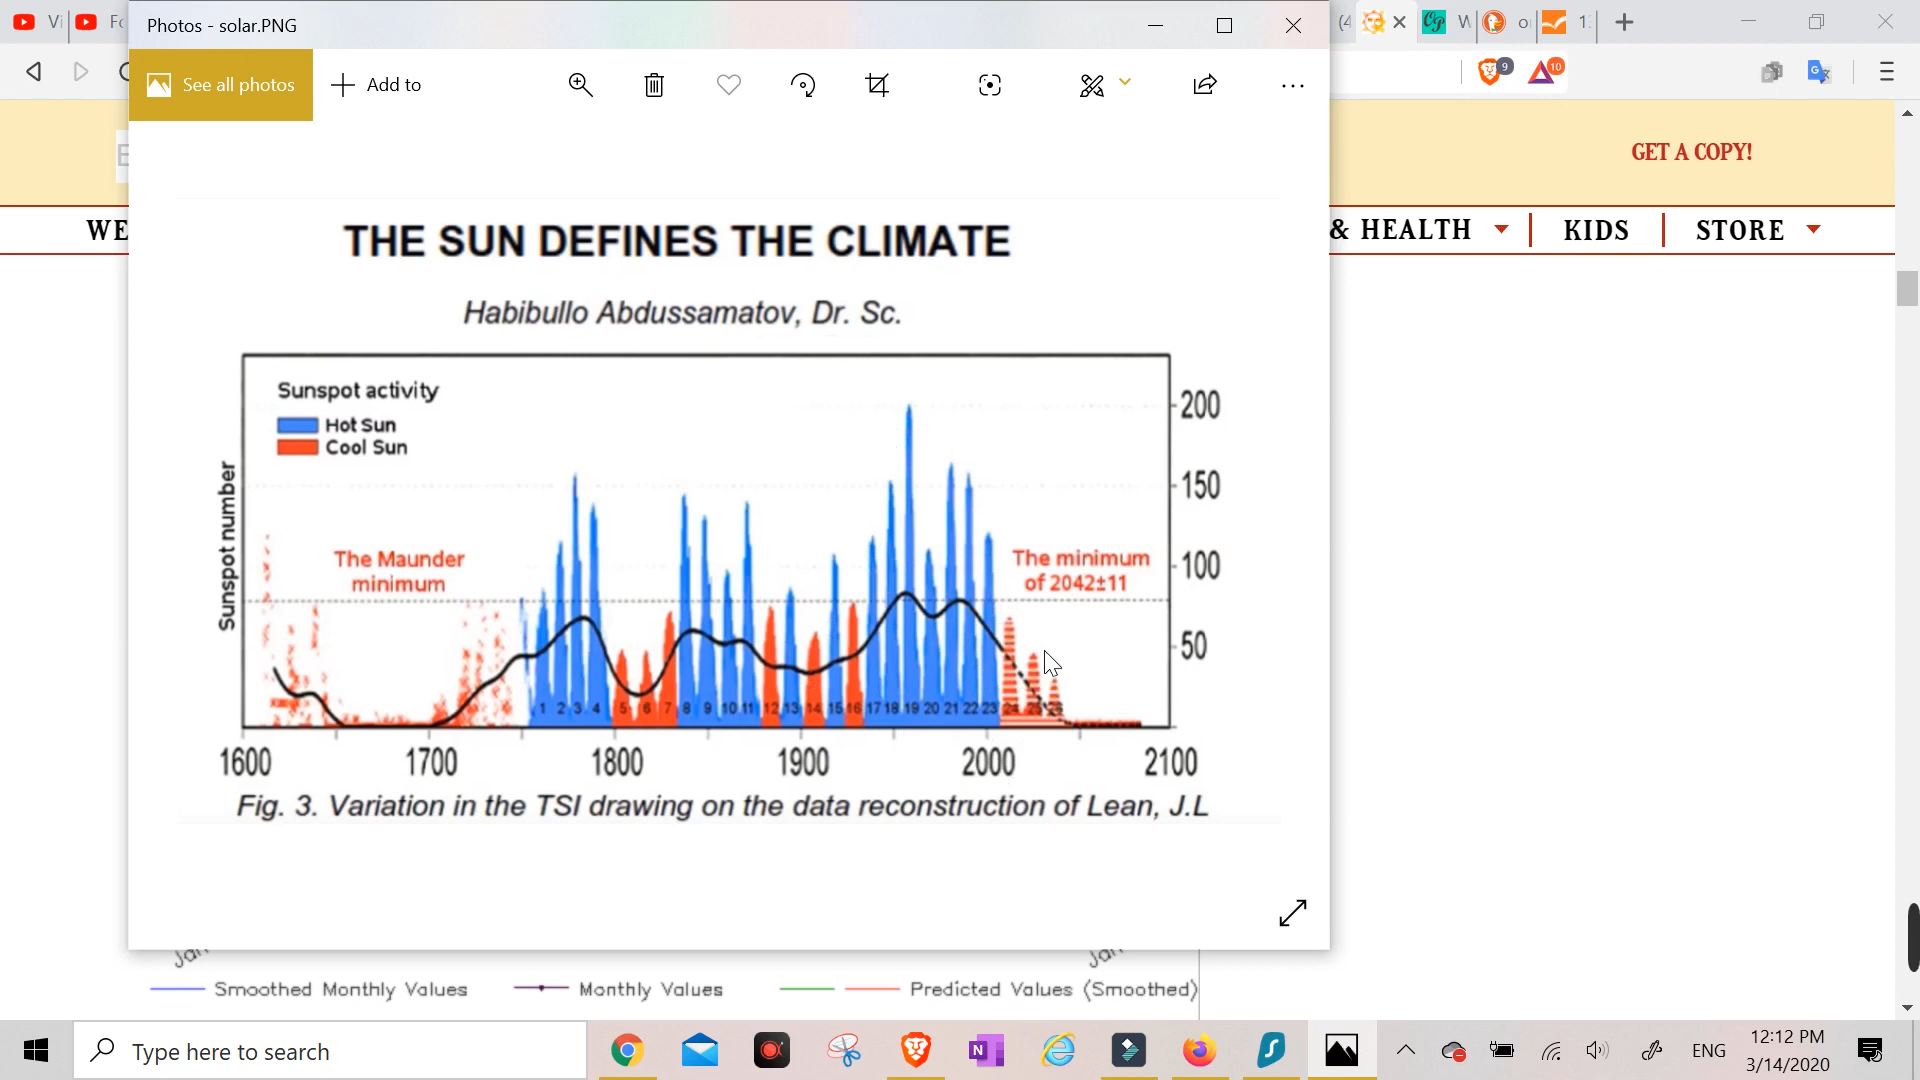 Photos - solar.PNG
See all photos
Add to
GET A COPY!
WE
& HEALTH
KIDS
STORE
THE SUN DEFINES THE CLIMATE
Habibullo Abdussamatov, Dr. Sc.
Sunspot activity
Hot Sun
Cool Sun
Sunspot number
The Maunder
minimum
The minimum
of 2042±11
200
150
100
50
1 2 3 4 5 6 7 8 9 10 11 12 13 14 15 16 17 18 19 20 21 22 23 24 25 26
1600 1700 1800 1900 2000 2100
Fig. 3. Variation in the TSI drawing on the data reconstruction of Lean, J.L
Smoothed Monthly Values
Monthly Values
Predicted Values (Smoothed)
Type here to search
ENG
12:12 PM
3/14/2020
9
10